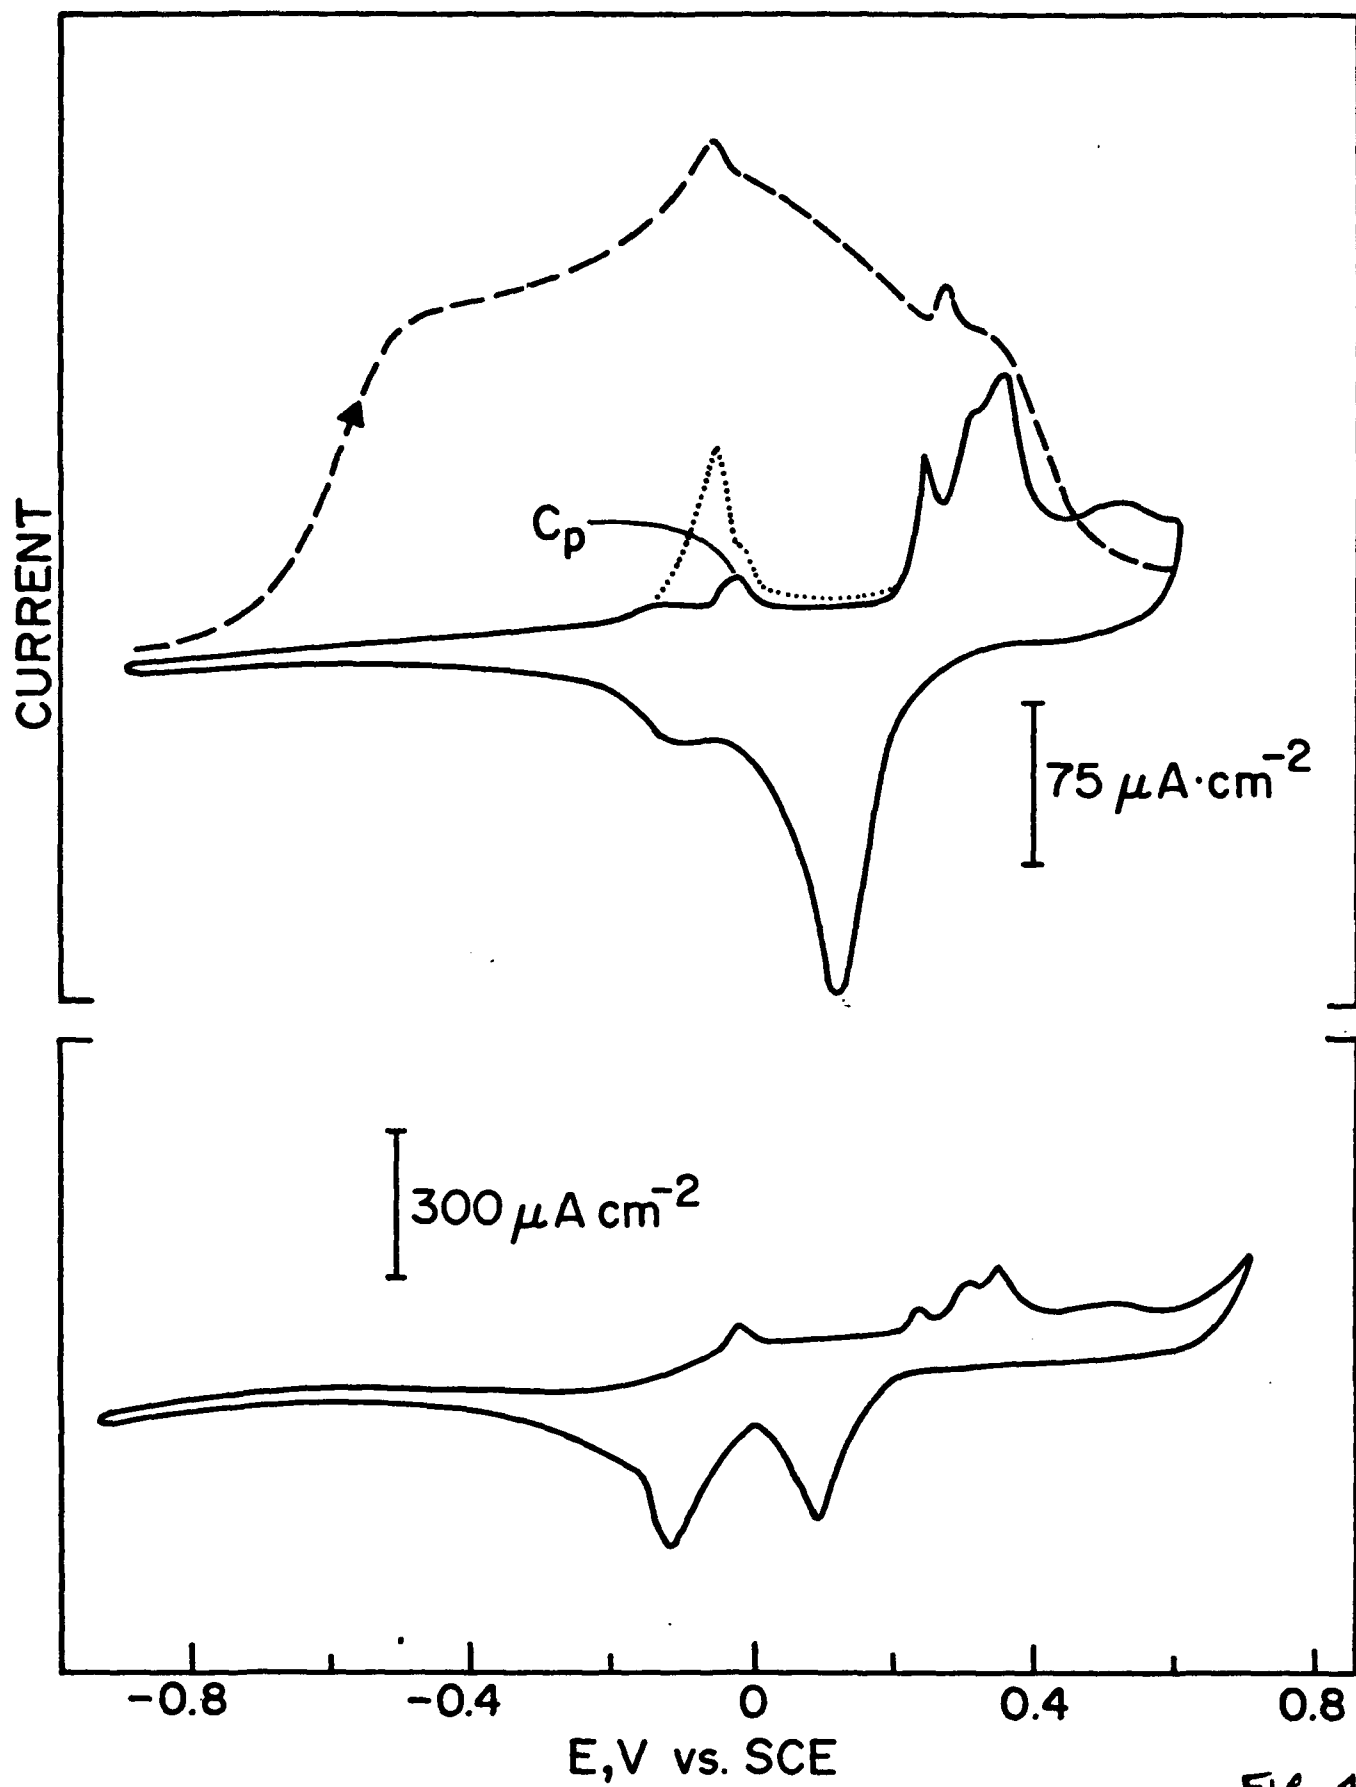 CURRENT
Cp
75 μA·cm⁻²
300 μA cm⁻²
-0.8 -0.4 0 0.4 0.8
E,V vs. SCE